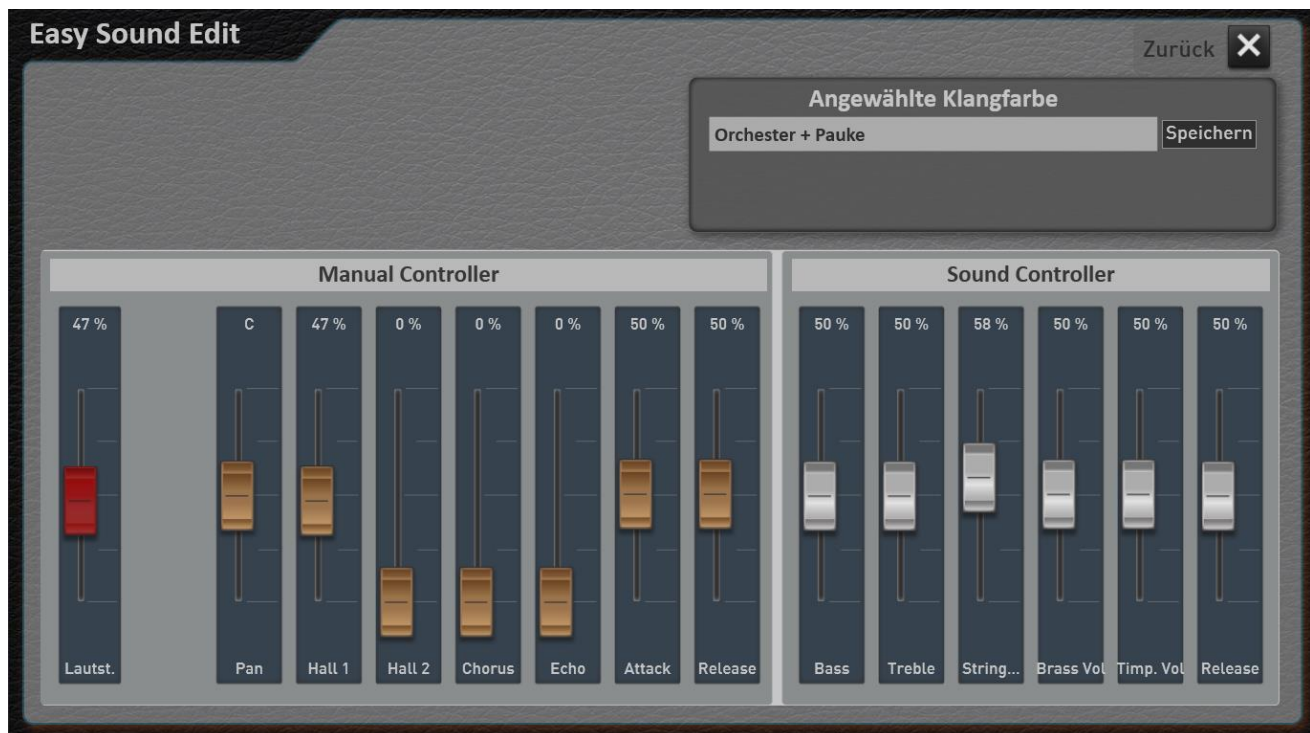 Easy Sound Edit
Zurück
Angewählte Klangfarbe
Orchester + Pauke Speichern
Manual Controller Sound Controller
47 % C 47 % 0 % 0 % 0 % 50 % 50 % 50 % 50 % 58 % 50 % 50 % 50 %
Lautst. Pan Hall 1 Hall 2 Chorus Echo Attack Release Bass Treble String... Brass Vol Timp. Vol Release